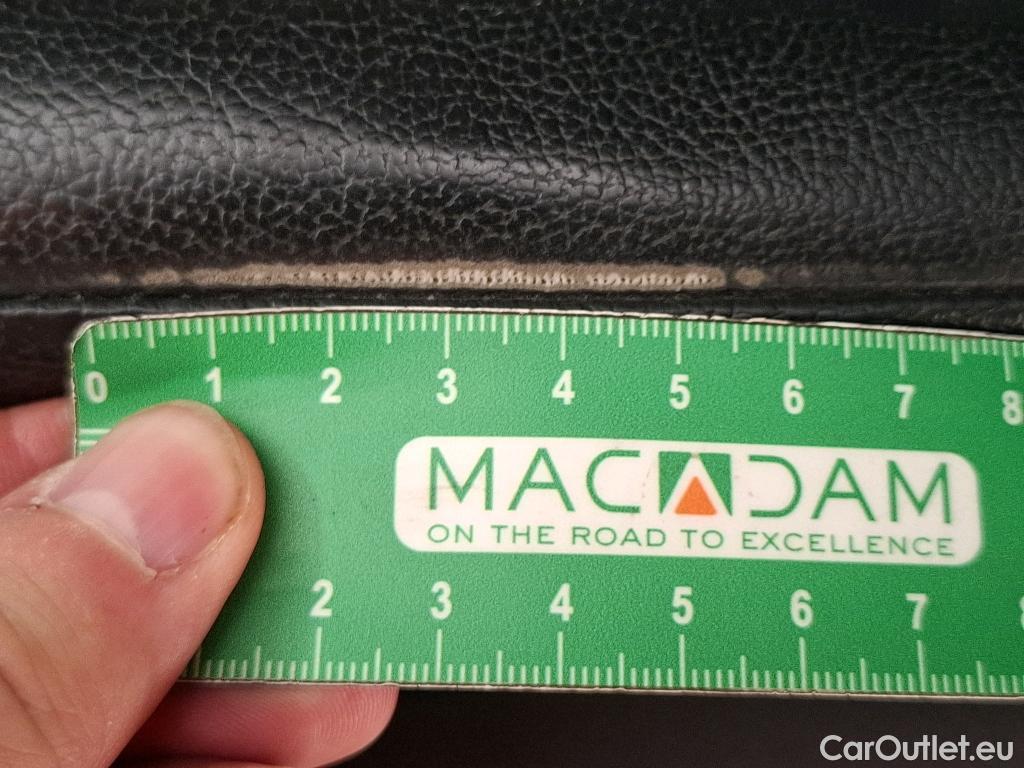 0 1 2 3 4 5 6 7 8
MACADAM
ON THE ROAD TO EXCELLENCE
2 3 4 5 6 7
CarOutlet.eu